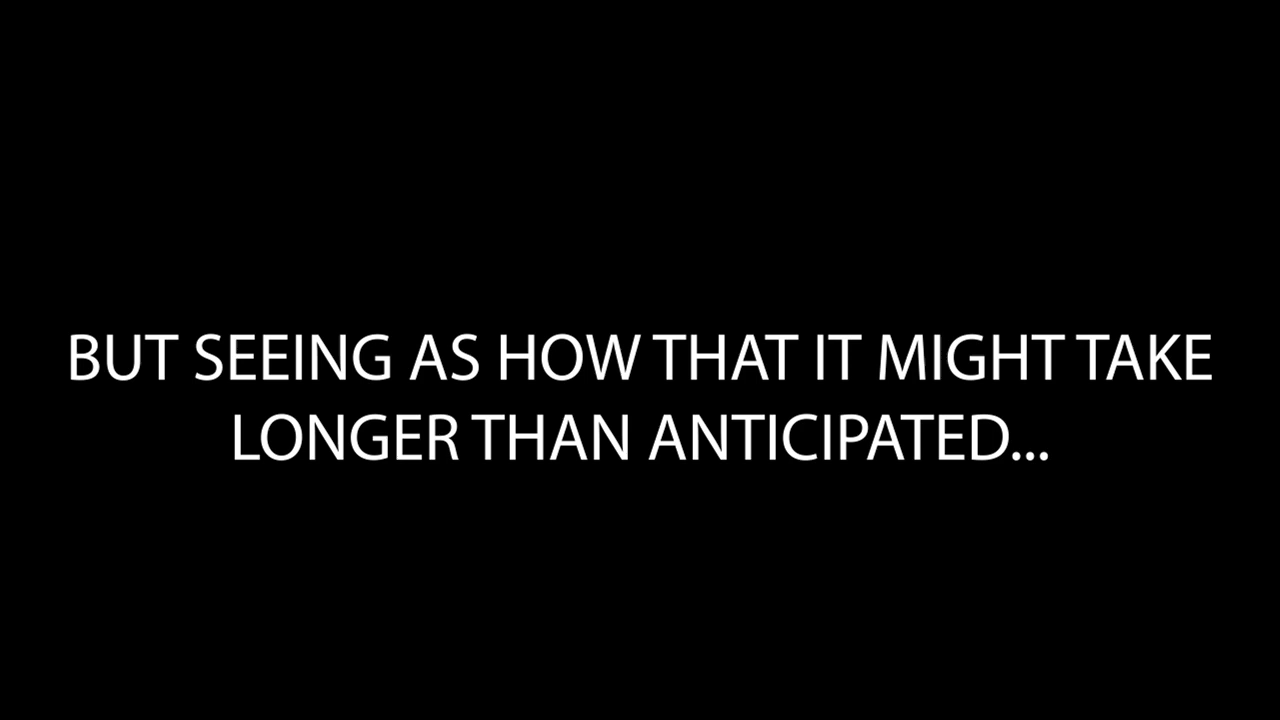 BUT SEEING AS HOW THAT IT MIGHT TAKE
LONGER THAN ANTICIPATED...